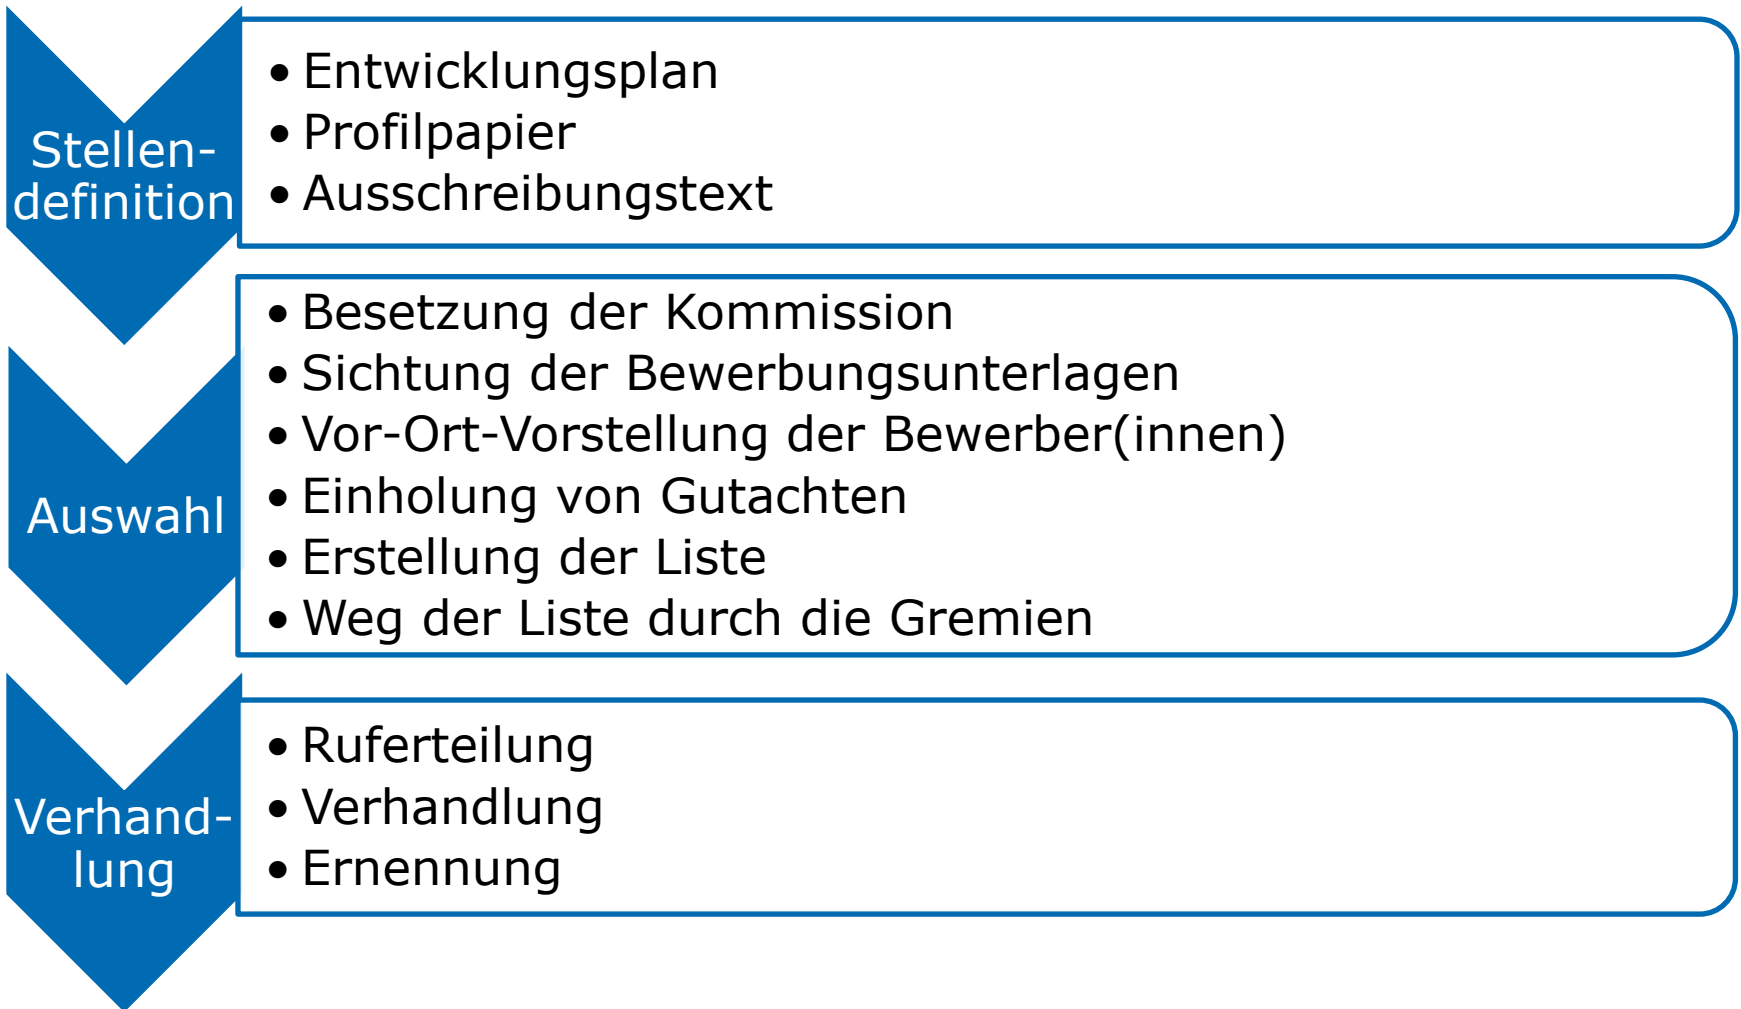 Stellen-
definition
• Entwicklungsplan
• Profilpapier
• Ausschreibungstext
Auswahl
• Besetzung der Kommission
• Sichtung der Bewerbungsunterlagen
• Vor-Ort-Vorstellung der Bewerber(innen)
• Einholung von Gutachten
• Erstellung der Liste
• Weg der Liste durch die Gremien
Verhand-
lung
• Ruferteilung
• Verhandlung
• Ernennung